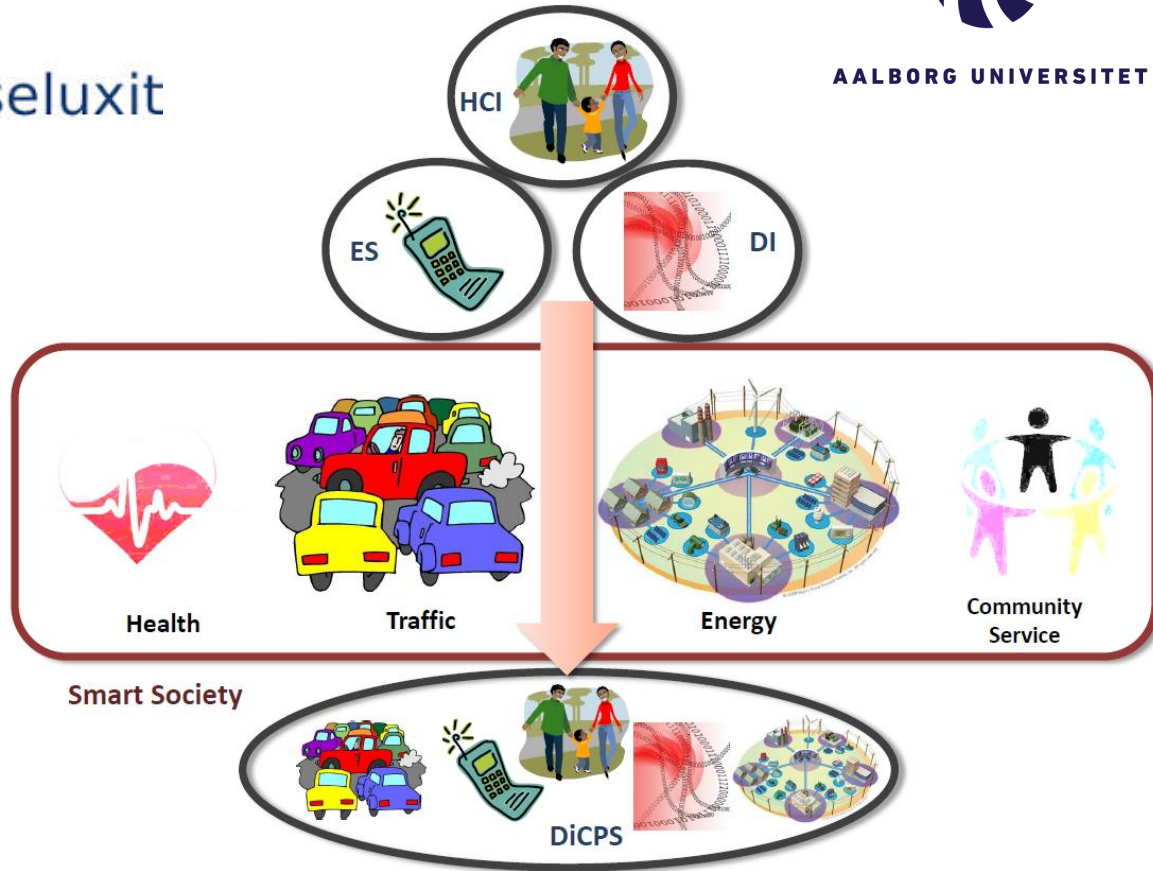 seluxit
AALBORG UNIVERSITET
HCI
ES
DI
Health
Traffic
Energy
Community
Service
Smart Society
DiCPS